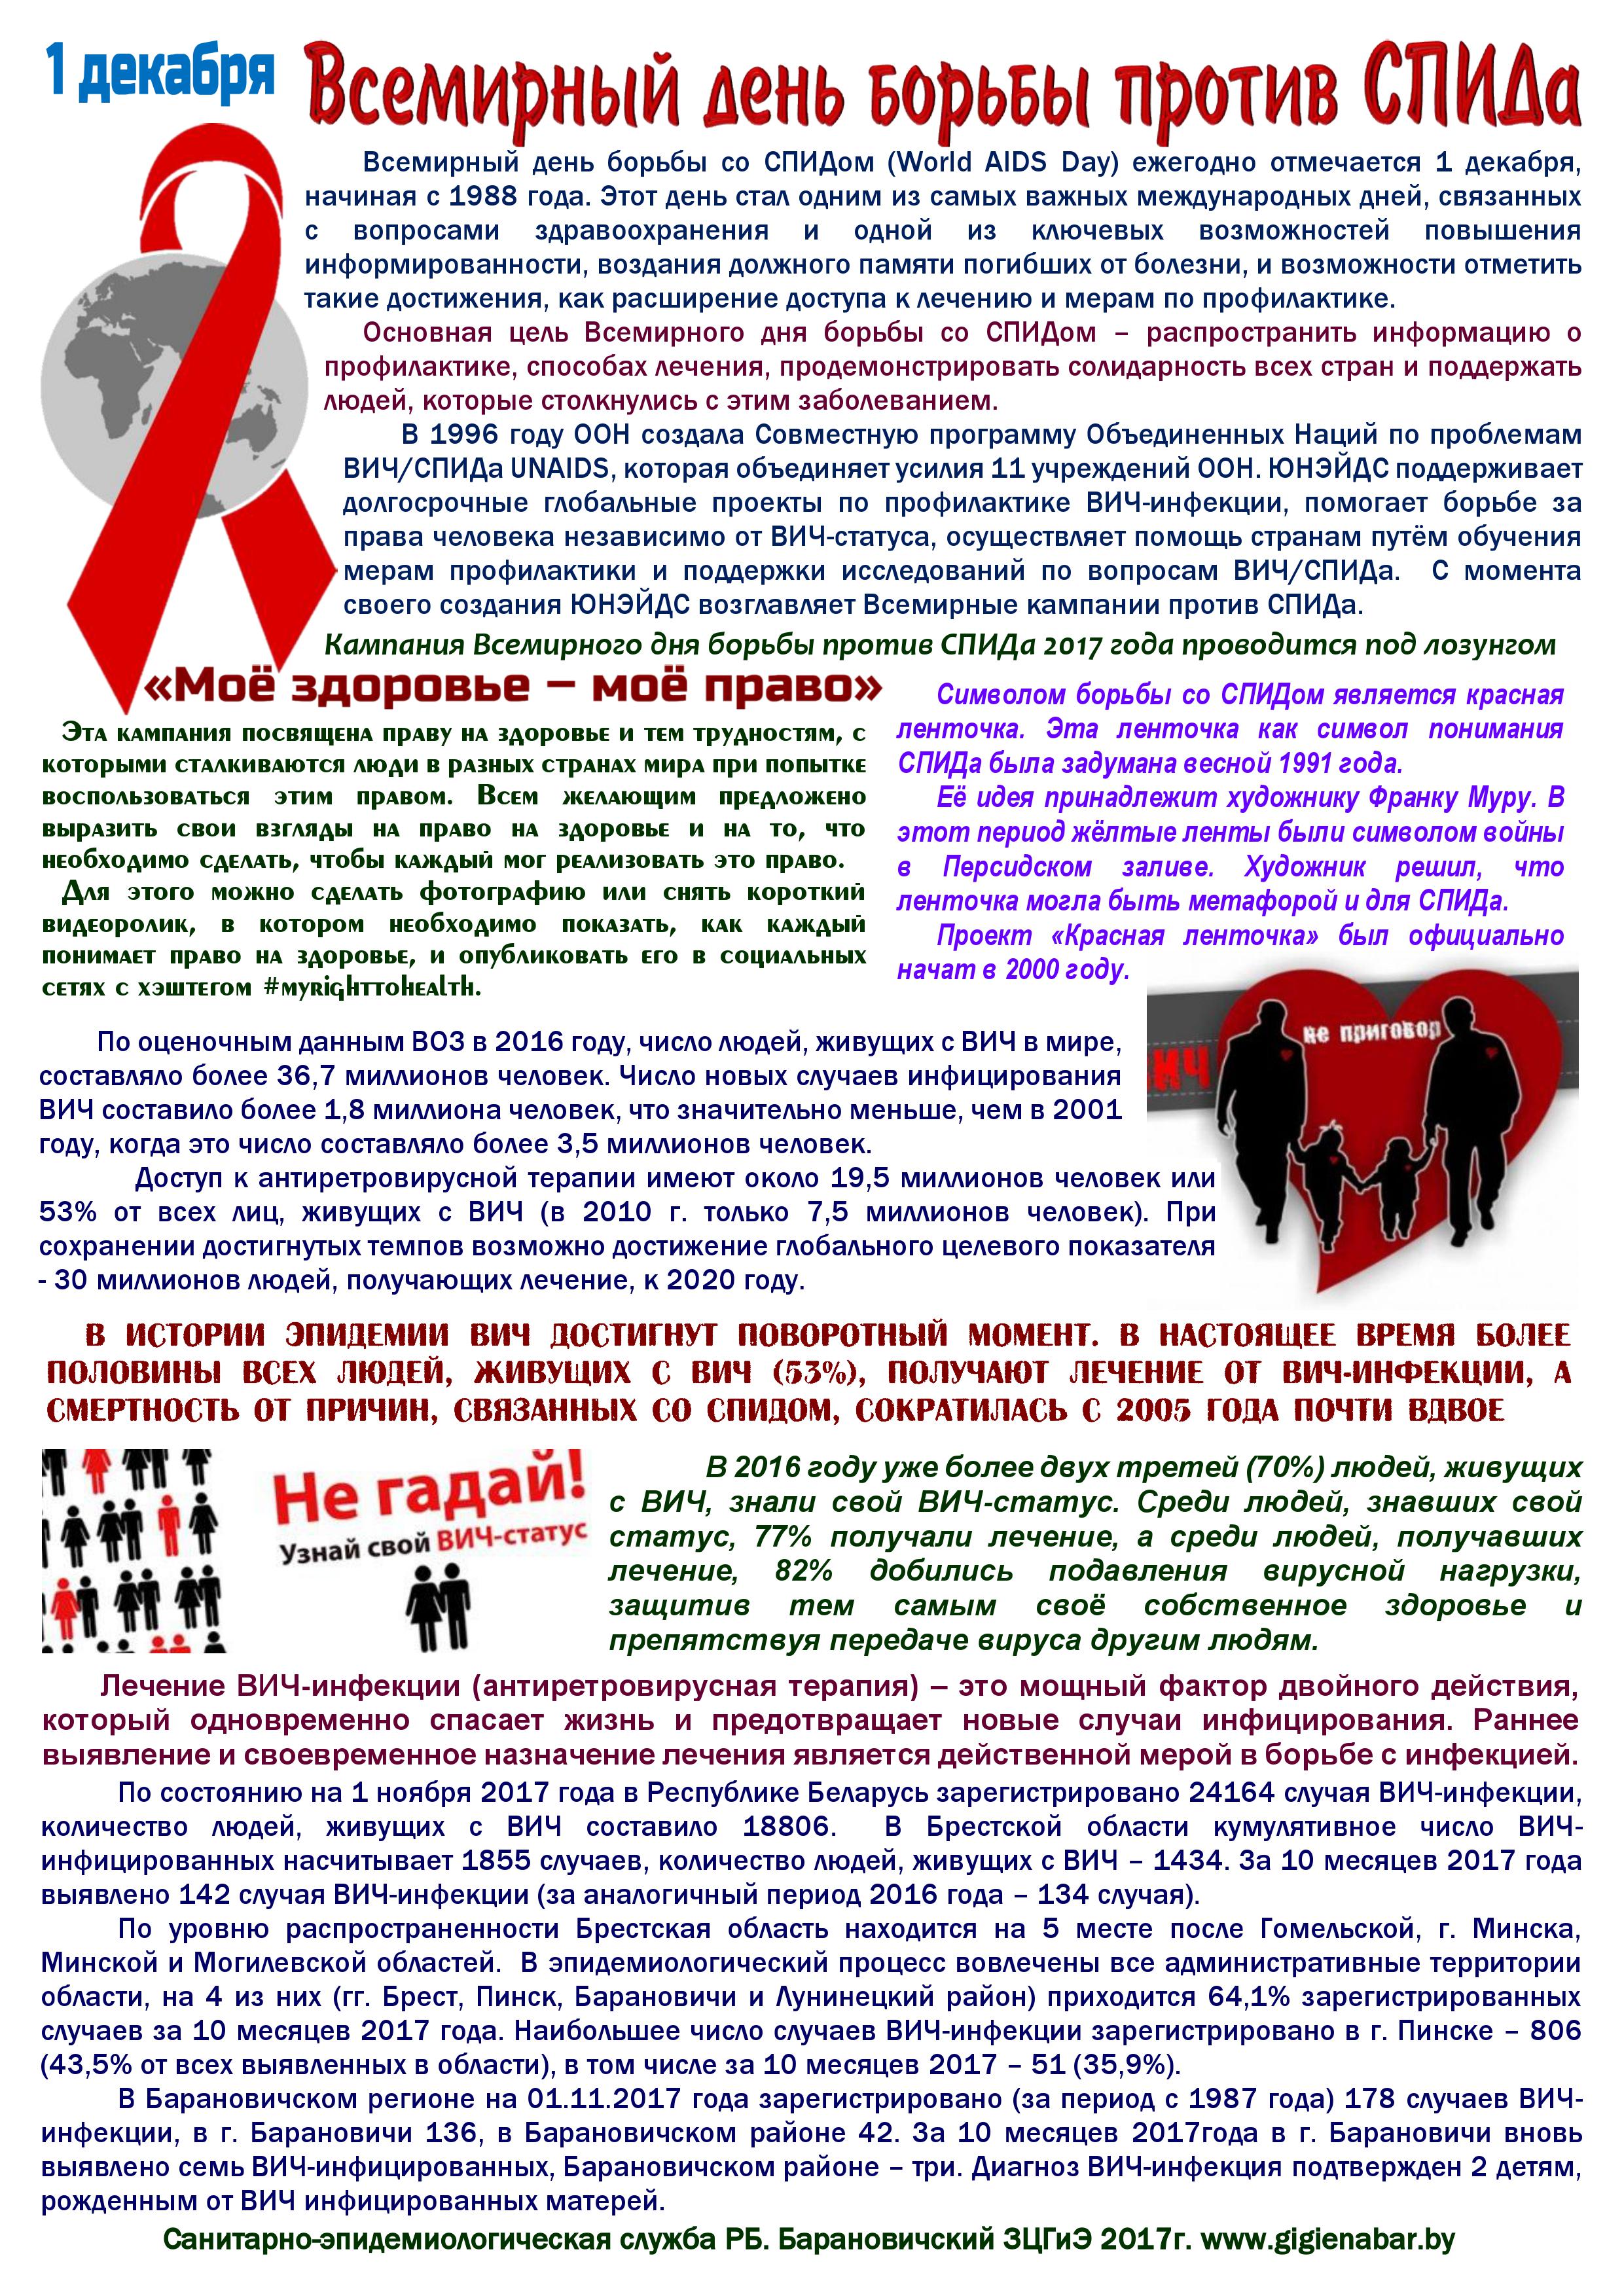 1 декабря
Всемирный день борьбы против СПИДа
Всемирный день борьбы со СПИДом (World AIDS Day) ежегодно отмечается 1 декабря,
начиная с 1988 года. Этот день стал одним из самых важных международных дней, связанных
с вопросами здравоохранения и одной из ключевых возможностей повышения
информированности, воздания должного памяти погибших от болезни, и возможности отметить
такие достижения, как расширение доступа к лечению и мерам по профилактике.
Основная цель Всемирного дня борьбы со СПИДом – распространить информацию о
профилактике, способах лечения, продемонстрировать солидарность всех стран и поддержать
людей, которые столкнулись с этим заболеванием.
В 1996 году ООН создала Совместную программу Объединенных Наций по проблемам
ВИЧ/СПИДа UNAIDS, которая объединяет усилия 11 учреждений ООН. ЮНЭЙДС поддерживает
долгосрочные глобальные проекты по профилактике ВИЧ-инфекции, помогает борьбе за
права человека независимо от ВИЧ-статуса, осуществляет помощь странам путём обучения
мерам профилактики и поддержки исследований по вопросам ВИЧ/СПИДа. С момента
своего создания ЮНЭЙДС возглавляет Всемирные кампании против СПИДа.
Кампания Всемирного дня борьбы против СПИДа 2017 года проводится под лозунгом
«Моё здоровье – моё право»
Эта кампания посвящена праву на здоровье и тем трудностям, с
которыми сталкиваются люди в разных странах мира при попытке
воспользоваться этим правом. Всем желающим предложено
выразить свои взгляды на право на здоровье и на то, что
необходимо сделать, чтобы каждый мог реализовать это право.
Для этого можно сделать фотографию или снять короткий
видеоролик, в котором необходимо показать, как каждый
понимает право на здоровье, и опубликовать его в социальных
сетях с хэштегом #myrighttohealth.
Символом борьбы со СПИДом является красная
ленточка. Эта ленточка как символ понимания
СПИДа была задумана весной 1991 года.
Её идея принадлежит художнику Франку Муру. В
этот период жёлтые ленты были символом войны
в Персидском заливе. Художник решил, что
ленточка могла быть метафорой и для СПИДа.
Проект «Красная ленточка» был официально
начат в 2000 году.
не приговор
ИЧ
По оценочным данным ВОЗ в 2016 году, число людей, живущих с ВИЧ в мире,
составляло более 36,7 миллионов человек. Число новых случаев инфицирования
ВИЧ составило более 1,8 миллиона человек, что значительно меньше, чем в 2001
году, когда это число составляло более 3,5 миллионов человек.
Доступ к антиретровирусной терапии имеют около 19,5 миллионов человек или
53% от всех лиц, живущих с ВИЧ (в 2010 г. только 7,5 миллионов человек). При
сохранении достигнутых темпов возможно достижение глобального целевого показателя
- 30 миллионов людей, получающих лечение, к 2020 году.
В ИСТОРИИ ЭПИДЕМИИ ВИЧ ДОСТИГНУТ ПОВОРОТНЫЙ МОМЕНТ. В НАСТОЯЩЕЕ ВРЕМЯ БОЛЕЕ
ПОЛОВИНЫ ВСЕХ ЛЮДЕЙ, ЖИВУЩИХ С ВИЧ (53%), ПОЛУЧАЮТ ЛЕЧЕНИЕ ОТ ВИЧ-ИНФЕКЦИИ, А
СМЕРТНОСТЬ ОТ ПРИЧИН, СВЯЗАННЫХ СО СПИДОМ, СОКРАТИЛАСЬ С 2005 ГОДА ПОЧТИ ВДВОЕ
Не гадай!
Узнай свой ВИЧ-статус
В 2016 году уже более двух третей (70%) людей, живущих
с ВИЧ, знали свой ВИЧ-статус. Среди людей, знавших свой
статус, 77% получали лечение, а среди людей, получавших
лечение, 82% добились подавления вирусной нагрузки,
защитив тем самым своё собственное здоровье и
препятствуя передаче вируса другим людям.
Лечение ВИЧ-инфекции (антиретровирусная терапия) – это мощный фактор двойного действия,
который одновременно спасает жизнь и предотвращает новые случаи инфицирования. Раннее
выявление и своевременное назначение лечения является действенной мерой в борьбе с инфекцией.
По состоянию на 1 ноября 2017 года в Республике Беларусь зарегистрировано 24164 случая ВИЧ-инфекции,
количество людей, живущих с ВИЧ составило 18806. В Брестской области кумулятивное число ВИЧ-
инфицированных насчитывает 1855 случаев, количество людей, живущих с ВИЧ – 1434. За 10 месяцев 2017 года
выявлено 142 случая ВИЧ-инфекции (за аналогичный период 2016 года – 134 случая).
По уровню распространенности Брестская область находится на 5 месте после Гомельской, г. Минска,
Минской и Могилевской областей. В эпидемиологический процесс вовлечены все административные территории
области, на 4 из них (гг. Брест, Пинск, Барановичи и Лунинецкий район) приходится 64,1% зарегистрированных
случаев за 10 месяцев 2017 года. Наибольшее число случаев ВИЧ-инфекции зарегистрировано в г. Пинске – 806
(43,5% от всех выявленных в области), в том числе за 10 месяцев 2017 – 51 (35,9%).
В Барановичском регионе на 01.11.2017 года зарегистрировано (за период с 1987 года) 178 случаев ВИЧ-
инфекции, в г. Барановичи 136, в Барановичском районе 42. За 10 месяцев 2017года в г. Барановичи вновь
выявлено семь ВИЧ-инфицированных, Барановичском районе – три. Диагноз ВИЧ-инфекция подтвержден 2 детям,
рожденным от ВИЧ инфицированных матерей.
Санитарно-эпидемиологическая служба РБ. Барановичский ЗЦГиЭ 2017г. www.gigienabar.by